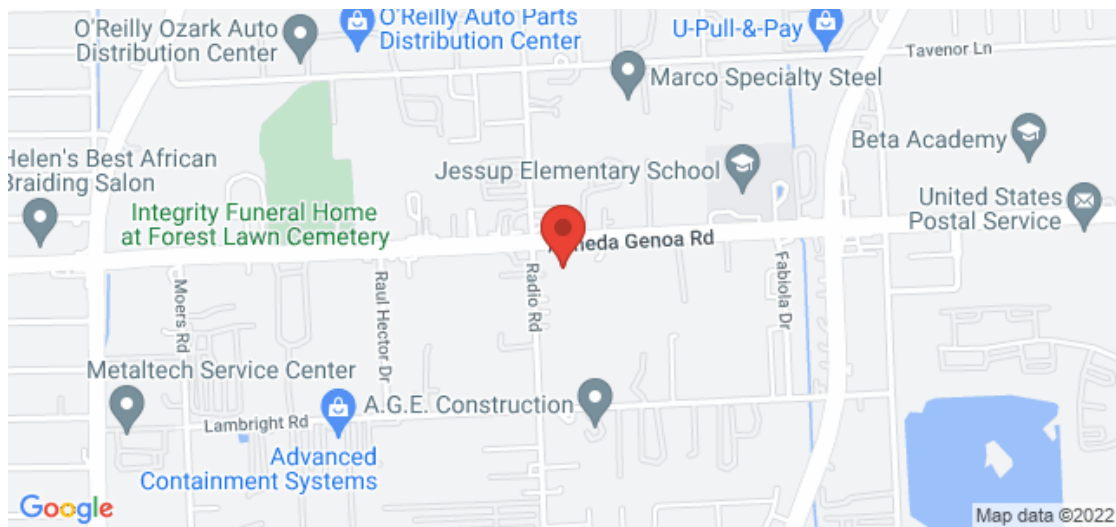 O'Reilly Ozark Auto
Distribution Center
O'Reilly Auto Parts
Distribution Center
U-Pull-&-Pay
Tavenor Ln
Marco Specialty Steel
Beta Academy
Helen's Best African
Braiding Salon
Jessup Elementary School
United States
Postal Service
Integrity Funeral Home
at Forest Lawn Cemetery
Genoa Rd
Moers Rd
Raul Hector Dr
Radio Rd
Fabiola Dr
Metaltech Service Center
A.G.E. Construction
Lambright Rd
Advanced
Containment Systems
Google
Map data ©2022